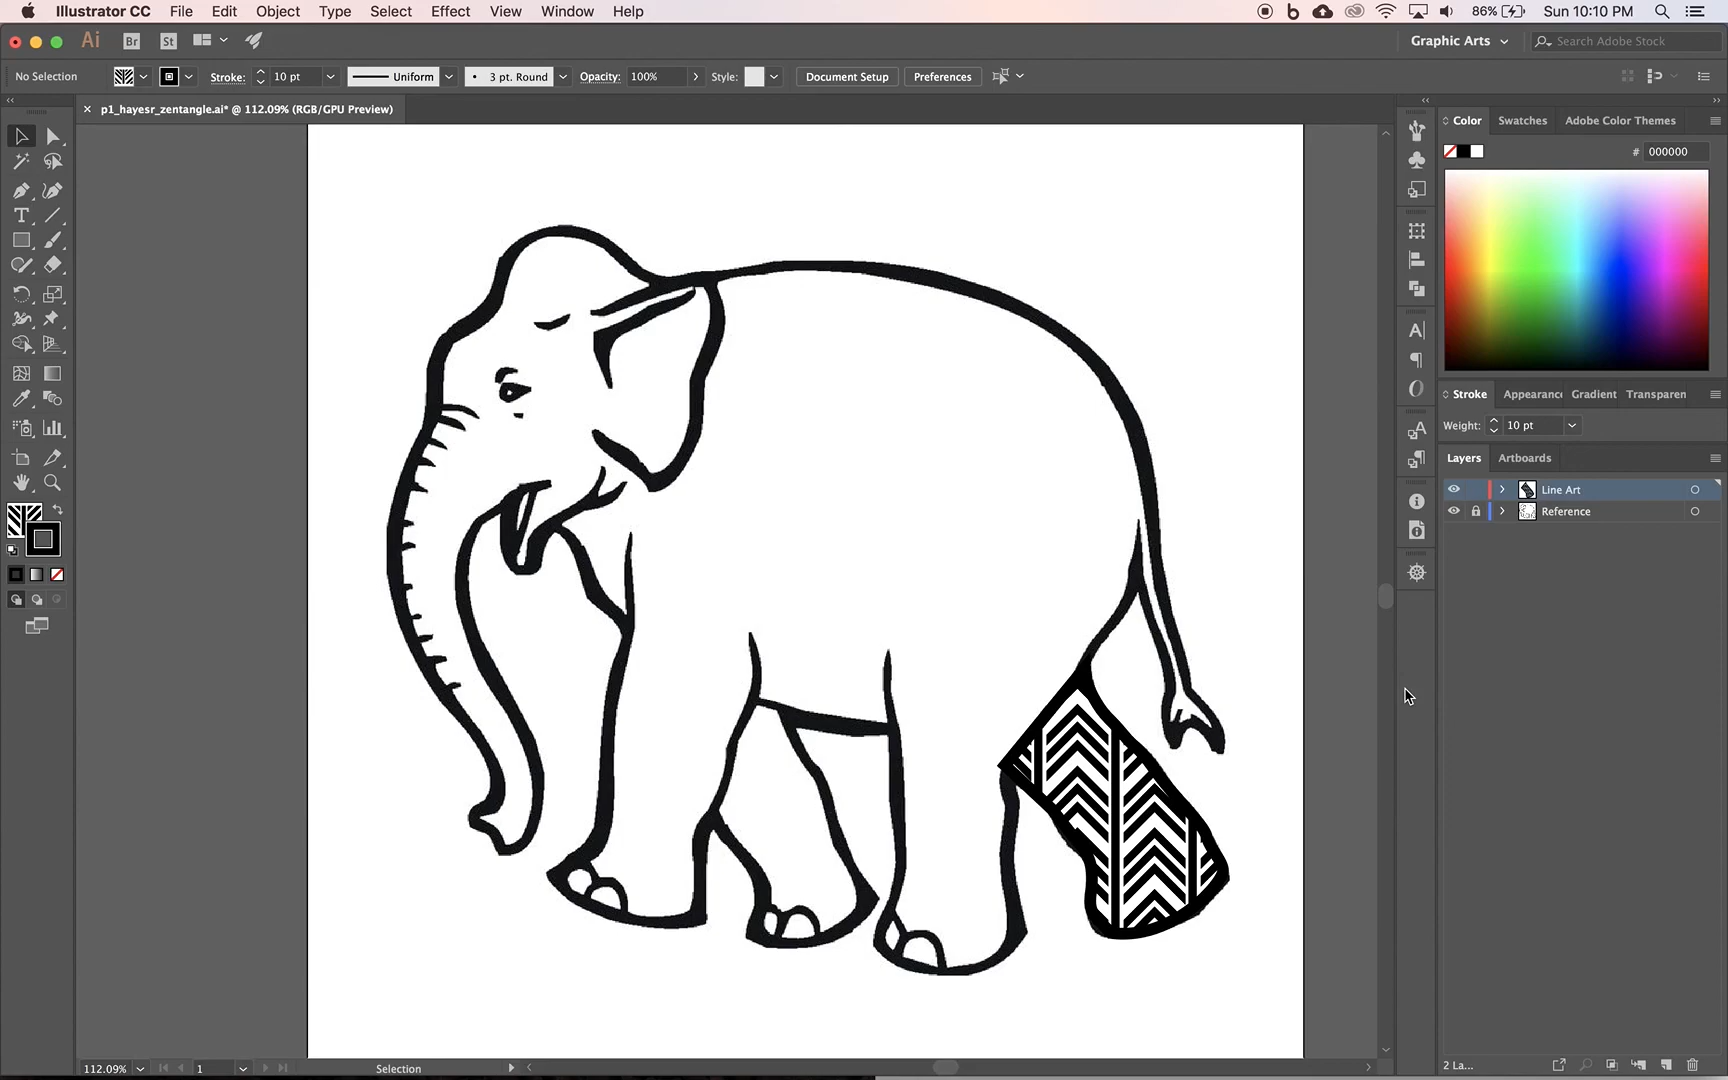 Illustrator CC File Edit Object Type Select Effect View Window Help 86% Sun 10:10 PM
Ai Br St Graphic Arts Search Adobe Stock
No Selection Stroke: 10 pt Uniform 3 pt. Round Opacity: 100% Style: Document Setup Preferences
p1_hayesr_zentangle.ai* @ 112.09% (RGB/GPU Preview)
Color Swatches Adobe Color Themes
# 000000
Stroke Appearanc Gradient Transparen
Weight: 10 pt
Layers Artboards
Line Art
Reference
112.09% 1 Selection 2 La...